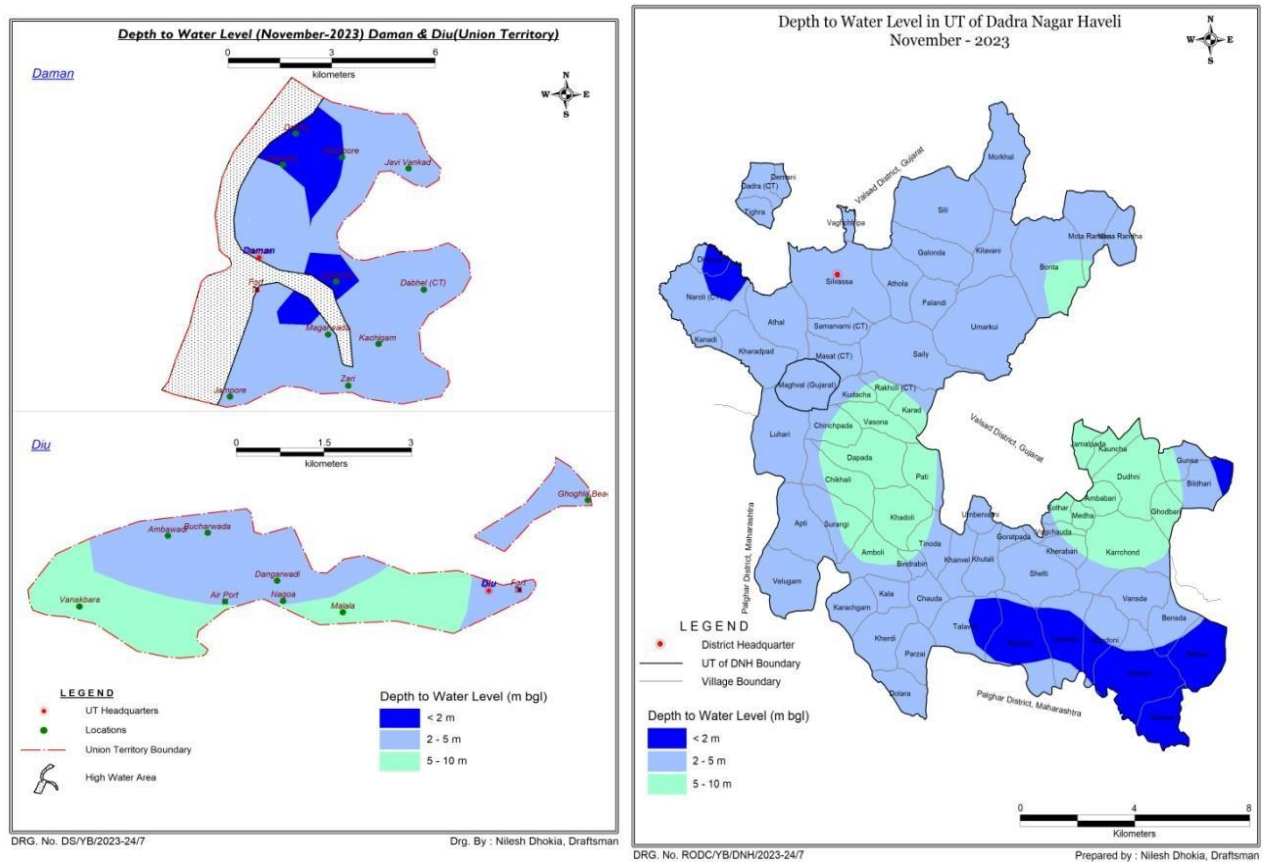 Depth to Water Level (November-2023) Daman & Diu(Union Territory)
0 3 6
kilometers
Daman
N
W E
S
Javi Vankad
Daman
Fort
Dabhel (CT)
Magarwada
Kachigam
Zari
Jampore
Diu
0 1.5 3
kilometers
Ghoghla Bea
Bucharwada
Ambawadi
Dangarwadi
Diu
Fort
Vanakbara
Air Port
Nagoa
Malala
LEGEND
UT Headquarters
Locations
Union Territory Boundary
High Water Area
Depth to Water Level (m bgl)
< 2 m
2 - 5 m
5 - 10 m
DRG. No. DS/YB/2023-24/7
Drg. By : Nilesh Dhokia, Draftsman
Depth to Water Level in UT of Dadra Nagar Haveli
November - 2023
N
W E
S
Valsad District, Gujarat
Morkhal
Demani
Dadra (CT)
Tighra
Sili
Mota Randha
Galonda
Kilavani
Bonta
Silvassa
Athola
Naroli (CT)
Falandi
Athal
Samarvarni (CT)
Umarkui
Kanadi
Kharadpad
Masat (CT)
Saily
Maghval (Gujarat)
Rakholi (CT)
Kudacha
Karad
Vasona
Chinchpada
Valsad District, Gujarat
Luhari
Jamalpada
Kauncha
Dapada
Gunsa
Dudhni
Chikhali
Pati
Bildhari
Ambabari
Kothar
Medha
Ghodbari
Khadoli
Apti
Surangi
Umbervarni
Vaghchauda
Goratpada
Tinoda
Amboli
Kheraban
Karrchond
Bindrabin
Khanvel
Khutali
Shelti
Velugam
Palghar District, Maharashtra
Kala
Chauda
Vansda
Karachgam
Bensda
Kherdi
Parzai
Dolara
Palghar District, Maharashtra
LEGEND
District Headquarter
UT of DNH Boundary
Village Boundary
Depth to Water Level (m bgl)
< 2 m
2 - 5 m
5 - 10 m
0 4 8
Kilometers
DRG. No. RODC/YB/DNH/2023-24/7
Prepared by : Nilesh Dhokia, Draftsman